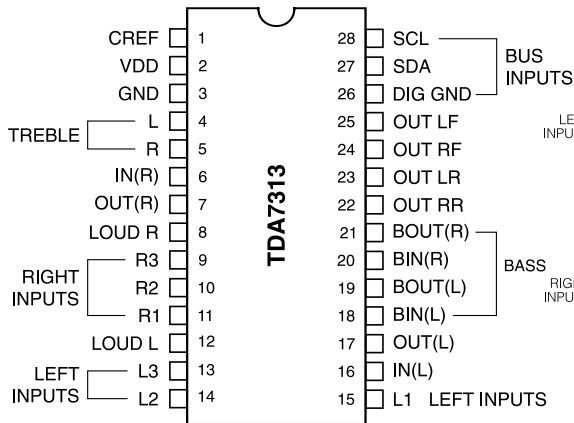 CREF 1
VDD 2
GND 3
TREBLE
L 4
R 5
IN(R) 6
OUT(R) 7
LOUD R 8
RIGHT
INPUTS
R3 9
R2 10
R1 11
LOUD L 12
LEFT
INPUTS
L3 13
L2 14
TDA7313
28 SCL
27 SDA
26 DIG GND
BUS
INPUTS
25 OUT LF
24 OUT RF
23 OUT LR
22 OUT RR
21 BOUT(R)
20 BIN(R)
19 BOUT(L)
18 BIN(L)
BASS
17 OUT(L)
16 IN(L)
15 L1 LEFT INPUTS